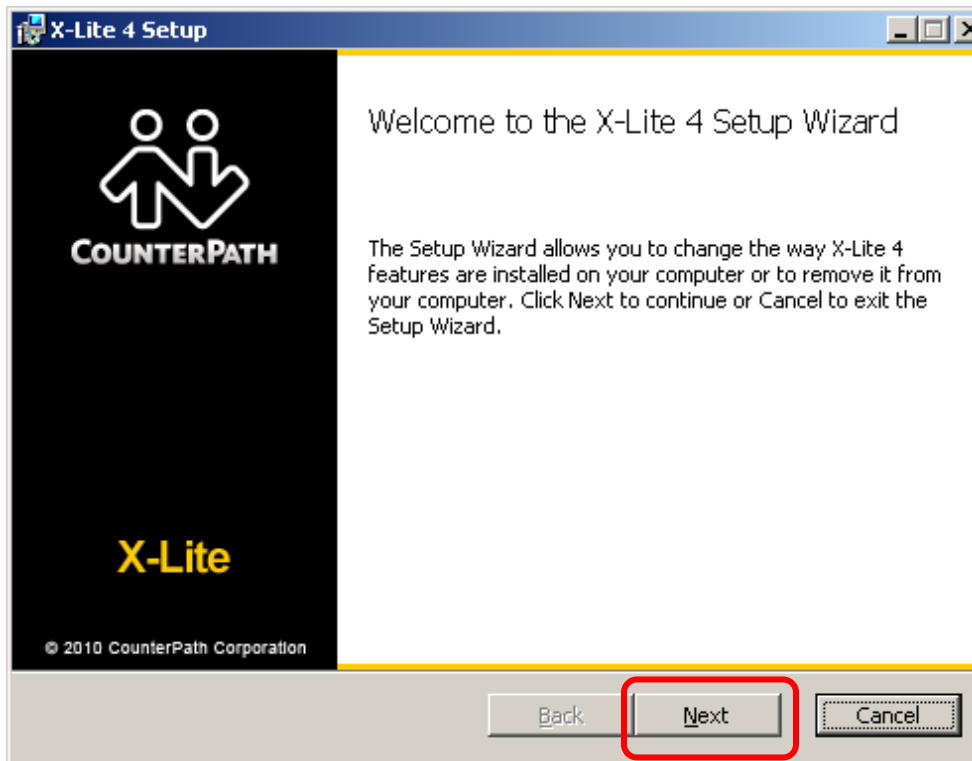 X-Lite 4 Setup
Welcome to the X-Lite 4 Setup Wizard
COUNTERPATH
The Setup Wizard allows you to change the way X-Lite 4
features are installed on your computer or to remove it from
your computer. Click Next to continue or Cancel to exit the
Setup Wizard.
X-Lite
© 2010 CounterPath Corporation
Back Next Cancel